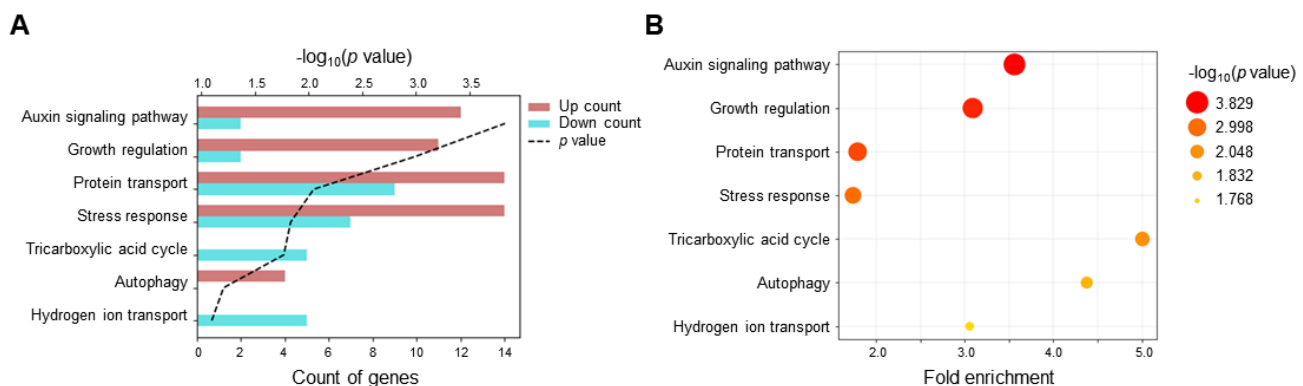 A
-log10(p value)
1.0 1.5 2.0 2.5 3.0 3.5
Auxin signaling pathway
Growth regulation
Protein transport
Stress response
Tricarboxylic acid cycle
Autophagy
Hydrogen ion transport
0 2 4 6 8 10 12 14
Count of genes
Up count
Down count
p value
B
Auxin signaling pathway
Growth regulation
Protein transport
Stress response
Tricarboxylic acid cycle
Autophagy
Hydrogen ion transport
2.0 3.0 4.0 5.0
Fold enrichment
-log10(p value)
3.829
2.998
2.048
1.832
1.768